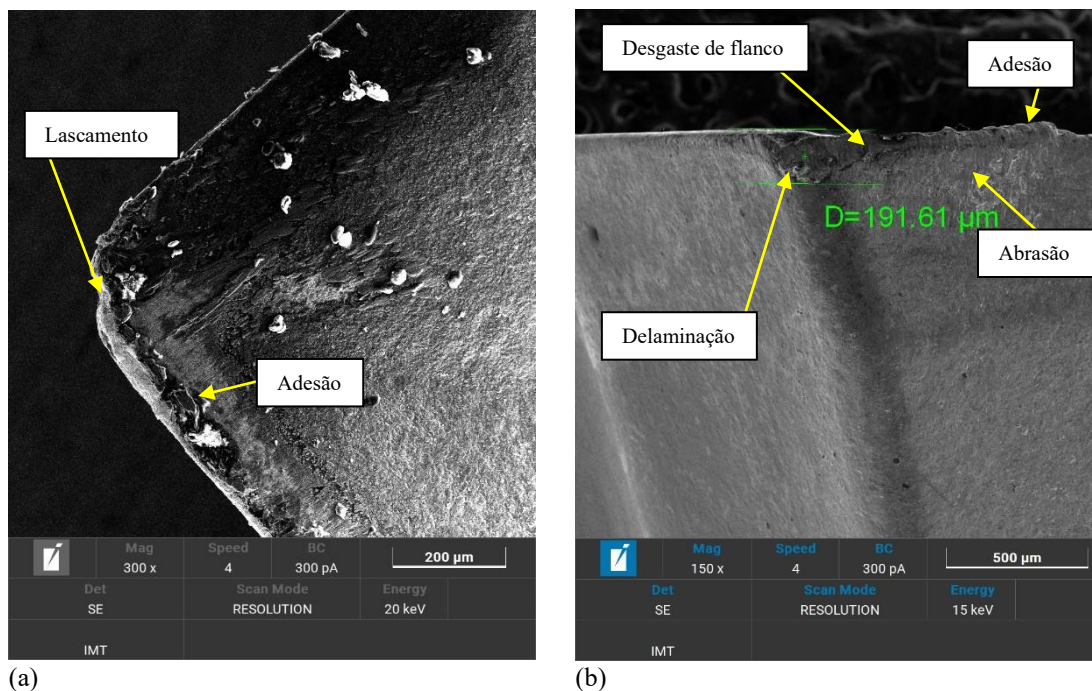 Lascamento
Adesão
Mag Speed BC
300 x 4 300 pA 200 µm
Det Scan Mode Energy
SE RESOLUTION 20 keV
IMT
(a)
Desgaste de flanco
Adesão
D=191.61 µm
Abrasão
Delaminação
Mag Speed BC
150 x 4 300 pA 500 µm
Det Scan Mode Energy
SE RESOLUTION 15 keV
IMT
(b)